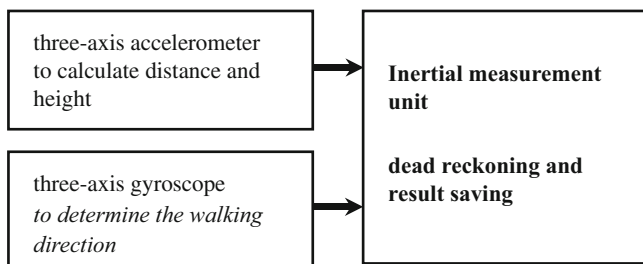 three-axis accelerometer
to calculate distance and
height
three-axis gyroscope
to determine the walking
direction
Inertial measurement
unit
dead reckoning and
result saving